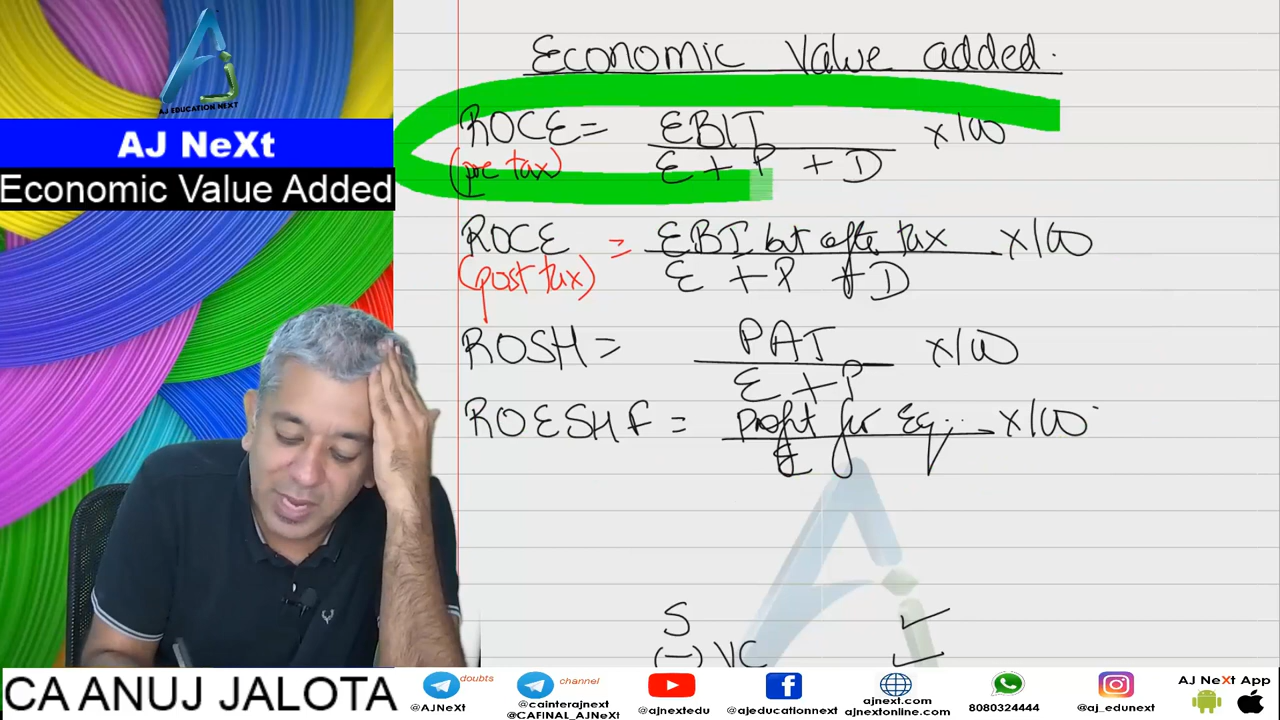 AJ EDUCATION NEXT
AJ NeXt
Economic Value Added
Economic Value added.
ROCE = EBIT x100
(pre tax) E + P + D
ROCE = EBI but after tax x100
(post tax) E + P + D
ROSH = PAT x100
E + P
ROESHF = Profit for Eq... x100
E
S ✓
(-) VC ✓
CA ANUJ JALOTA
doubts
@AJNeXt
channel
@cainterajnext
@CAFINAL_AJNeXt
@ajnextedu
@ajeducationnext
ajnext.com
ajnextonline.com
8080324444
@aj_edunext
AJ NeXt App